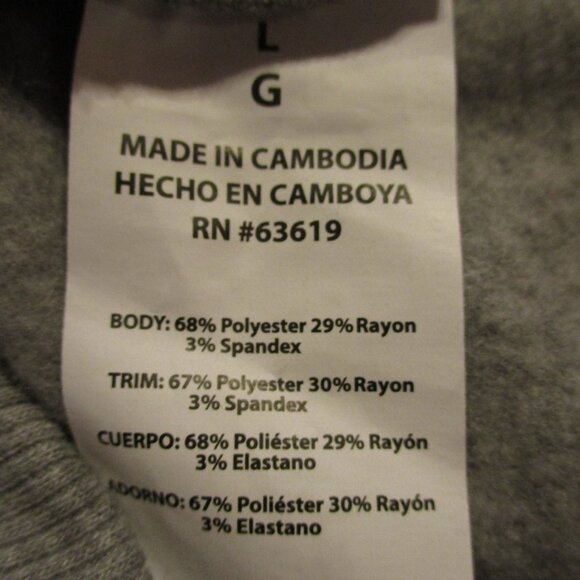 L
G
MADE IN CAMBODIA
HECHO EN CAMBOYA
RN #63619
BODY: 68% Polyester 29% Rayon
3% Spandex
TRIM: 67% Polyester 30% Rayon
3% Spandex
CUERPO: 68% Poliéster 29% Rayón
3% Elastano
ADORNO: 67% Poliéster 30% Rayón
3% Elastano